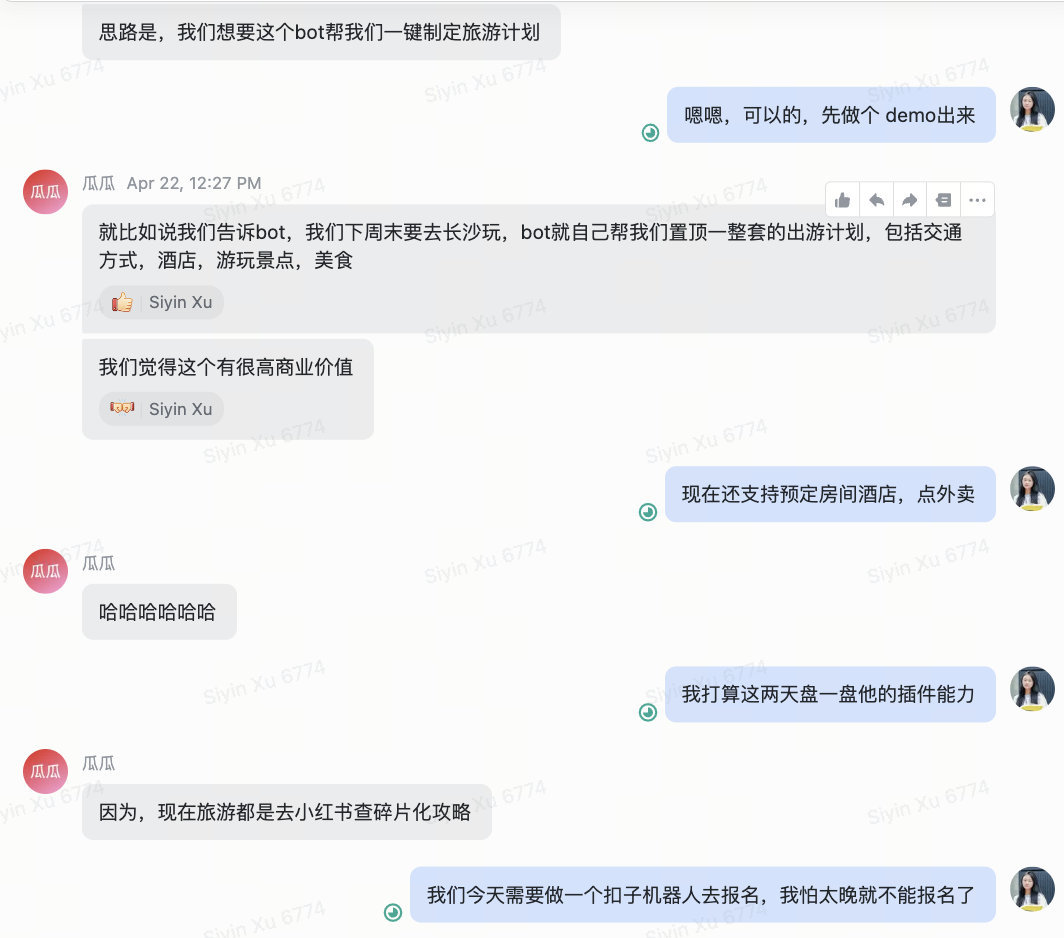 思路是，我们想要这个bot帮我们一键制定旅游计划
嗯嗯，可以的，先做个 demo出来
瓜瓜
瓜瓜 Apr 22, 12:27 PM
就比如说我们告诉bot，我们下周末要去长沙玩，bot就自己帮我们置顶一整套的出游计划，包括交通
方式，酒店，游玩景点，美食
Siyin Xu
我们觉得这个有很高商业价值
Siyin Xu
现在还支持预定房间酒店，点外卖
瓜瓜
瓜瓜
哈哈哈哈哈哈
我打算这两天盘一盘他的插件能力
瓜瓜
瓜瓜
因为，现在旅游都是去小红书查碎片化攻略
我们今天需要做一个扣子机器人去报名，我怕太晚就不能报名了
Siyin Xu 6774